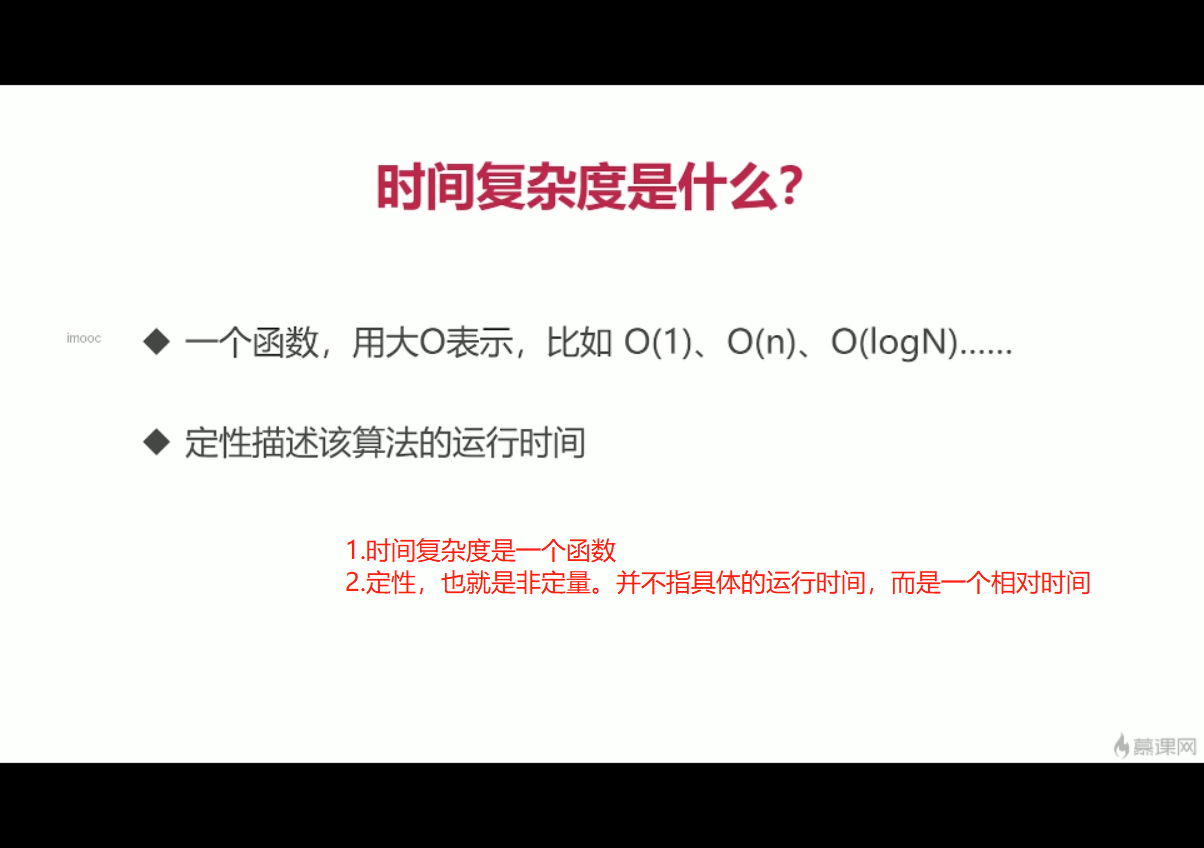 时间复杂度是什么？
imooc
◆ 一个函数，用大O表示，比如 O(1)、O(n)、O(logN)......
◆ 定性描述该算法的运行时间
1.时间复杂度是一个函数
2.定性，也就是非定量。并不指具体的运行时间，而是一个相对时间
慕课网